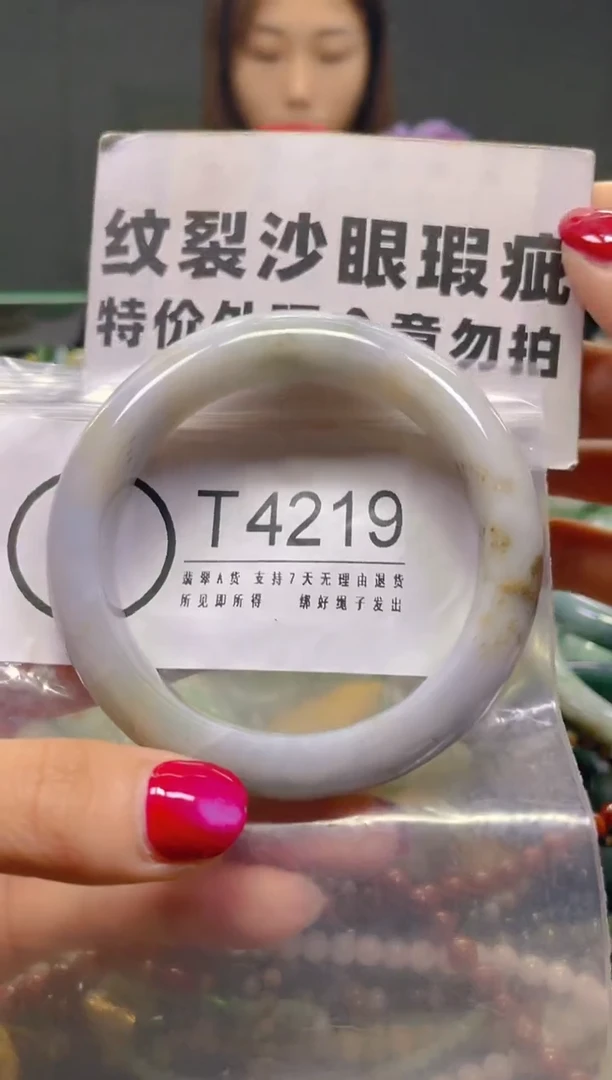 纹裂沙眼瑕疵
特价 意勿拍
T4219
翡翠A货 支持7天无理由退货
所见即所得 绑好绳子发出